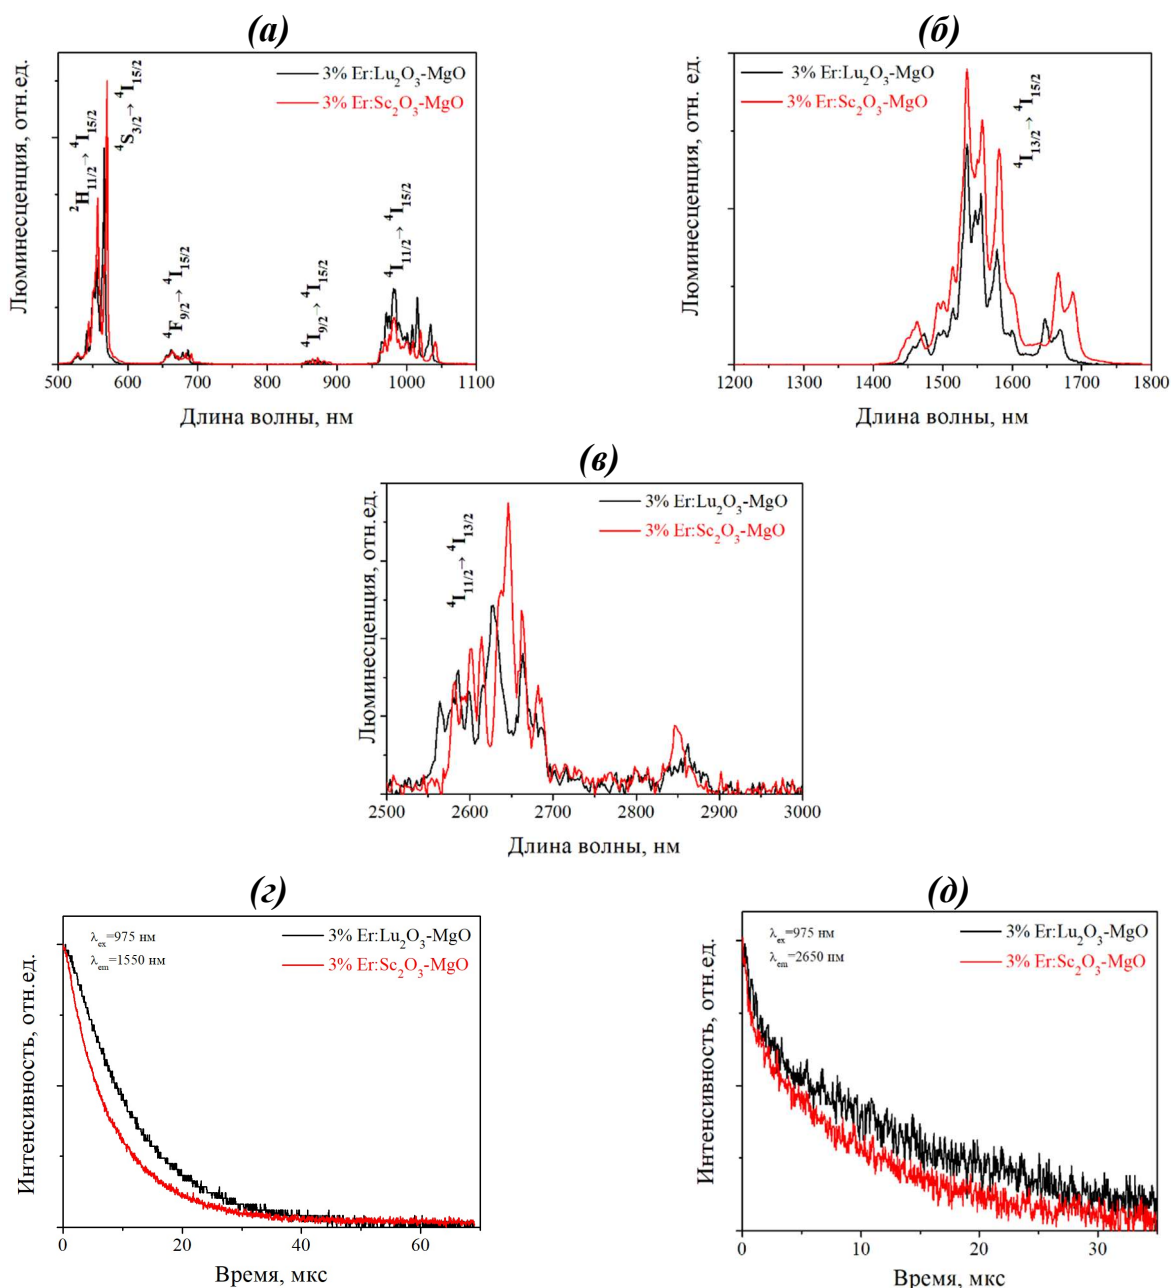 (а)
3% Er:Lu₂O₃-MgO
3% Er:Sc₂O₃-MgO
²H₁₁/₂→ ⁴I₁₅/₂
⁴S₃/₂→ ⁴I₁₅/₂
⁴F₉/₂→ ⁴I₁₅/₂
⁴I₉/₂→ ⁴I₁₅/₂
⁴I₁₁/₂→ ⁴I₁₅/₂
Люминесценция, отн.ед.
500 600 700 800 900 1000 1100
Длина волны, нм
(б)
3% Er:Lu₂O₃-MgO
3% Er:Sc₂O₃-MgO
⁴I₁₃/₂→ ⁴I₁₅/₂
Люминесценция, отн. ед.
1200 1300 1400 1500 1600 1700 1800
Длина волны, нм
(в)
3% Er:Lu₂O₃-MgO
3% Er:Sc₂O₃-MgO
⁴I₁₁/₂→ ⁴I₁₃/₂
Люминесценция, отн.ед.
2500 2600 2700 2800 2900 3000
Длина волны, нм
(г)
λex=975 нм
λem=1550 нм
3% Er:Lu₂O₃-MgO
3% Er:Sc₂O₃-MgO
Интенсивность, отн.ед.
0 20 40 60
Время, мкс
(д)
λex=975 нм
λem=2650 нм
3% Er:Lu₂O₃-MgO
3% Er:Sc₂O₃-MgO
Интенсивность, отн.ед.
0 10 20 30
Время, мкс